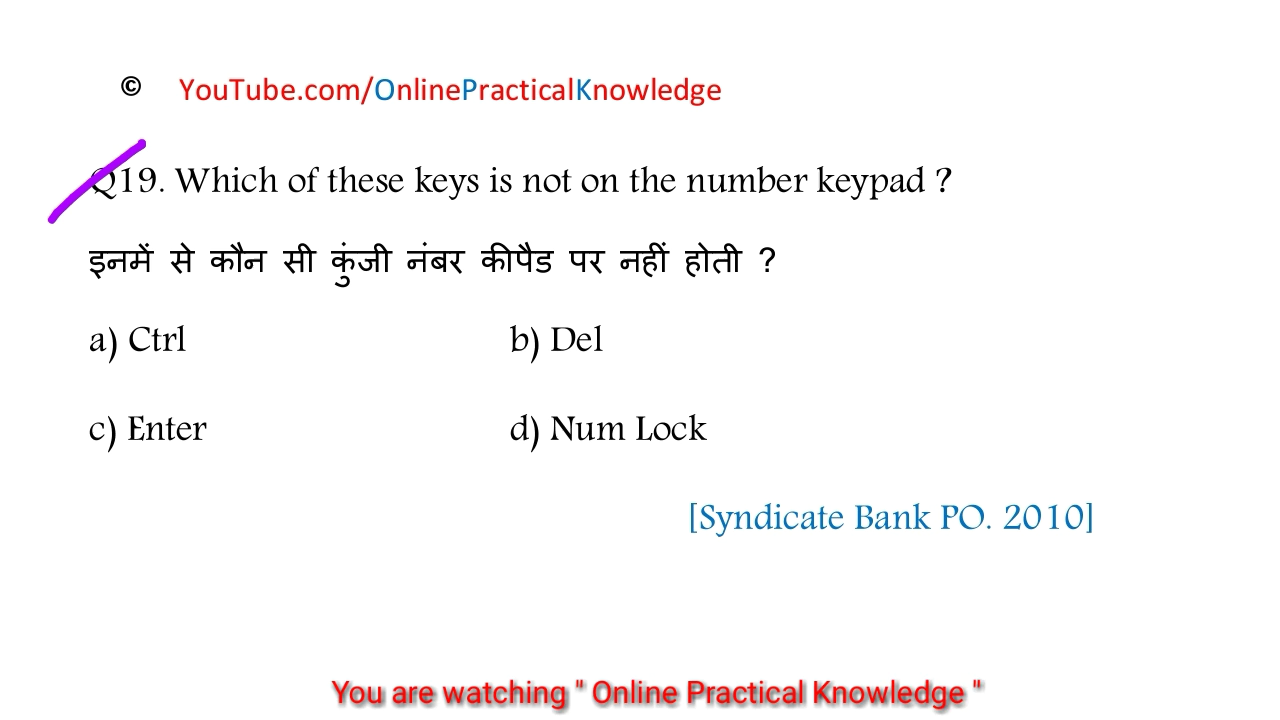 © YouTube.com/OnlinePracticalKnowledge
Q19. Which of these keys is not on the number keypad ?
इनमें से कौन सी कुंजी नंबर कीपैड पर नहीं होती ?
a) Ctrl b) Del
c) Enter d) Num Lock
[Syndicate Bank PO. 2010]
You are watching " Online Practical Knowledge "